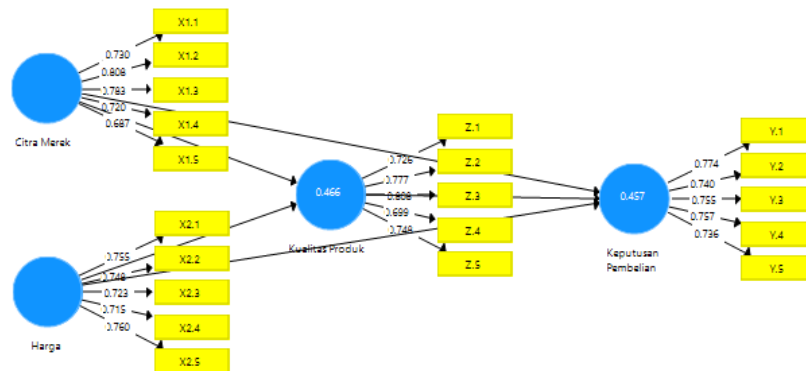 X1.1
0.730
X1.2
0.808
0.783
X1.3
0.720
X1.4
0.687
X1.5
Citra Merek
X2.1
0.755
X2.2
0.748
0.723
X2.3
0.715
X2.4
0.760
X2.5
Harga
0.466
Kualitas Produk
Z.1
0.726
Z.2
0.777
0.808
Z.3
0.699
Z.4
0.748
Z.5
0.457
Keputusan
Pembelian
Y.1
0.774
Y.2
0.740
0.755
Y.3
0.757
Y.4
0.736
Y.5